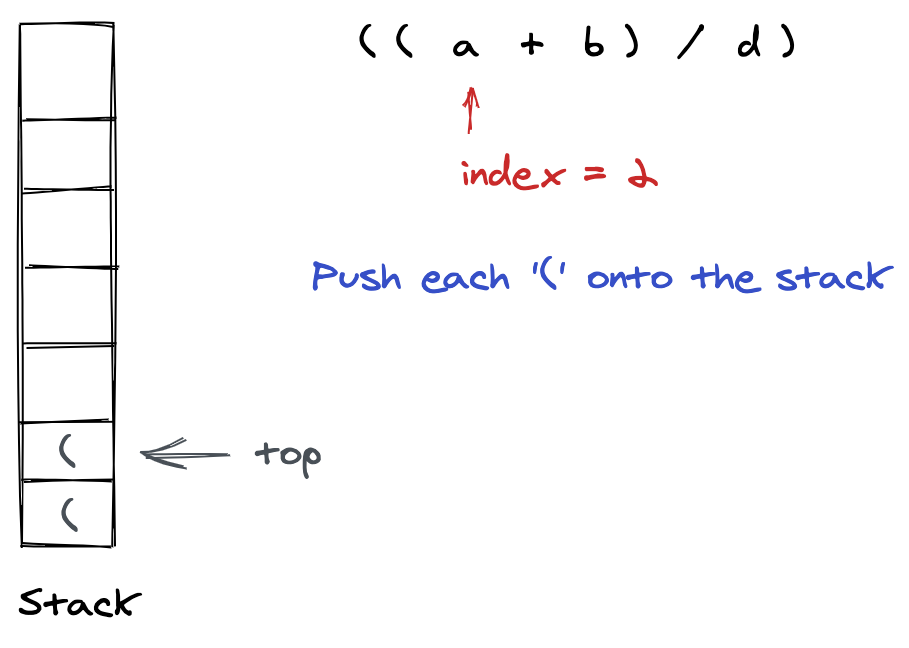 ( ( a + b ) / d )
index = 2
Push each '(' onto the stack
( top
(
Stack